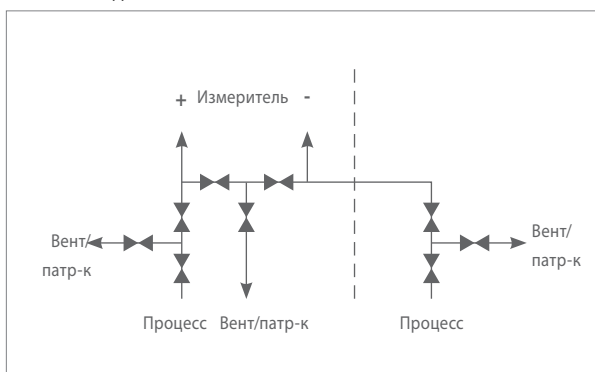 + Измеритель -
Вент/
патр-к
Вент/
патр-к
Процесс Вент/патр-к Процесс